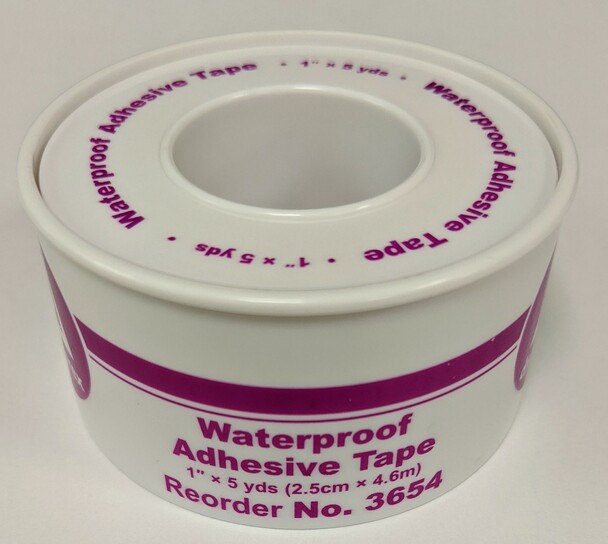 Waterproof Adhesive Tape • 1" x 5 yds •
Waterproof Adhesive Tape • 1" x 5 yds •
Waterproof
Adhesive Tape
1" × 5 yds (2.5cm × 4.6m)
Reorder No. 3654